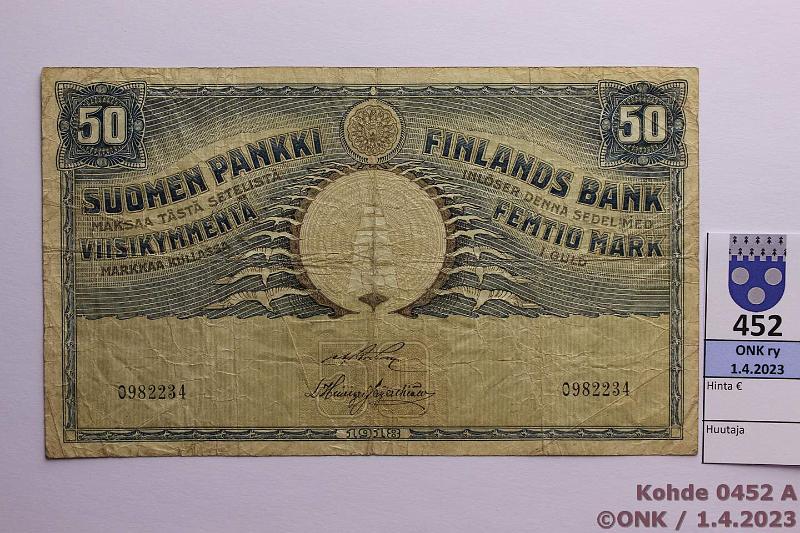 50
50
SUOMEN PANKKI
MAKSAA TÄSTÄ SETELISTÄ
VIISIKYMMENTÄ
MARKKAA KULLASSA
FINLANDS BANK
INLÖSER DENNA SEDEL MED
FEMTIO MARK
I GULD
0982234
0982234
1918
452
ONK ry
1.4.2023
Hinta €
Huutaja
Kohde 0452 A
©ONK / 1.4.2023